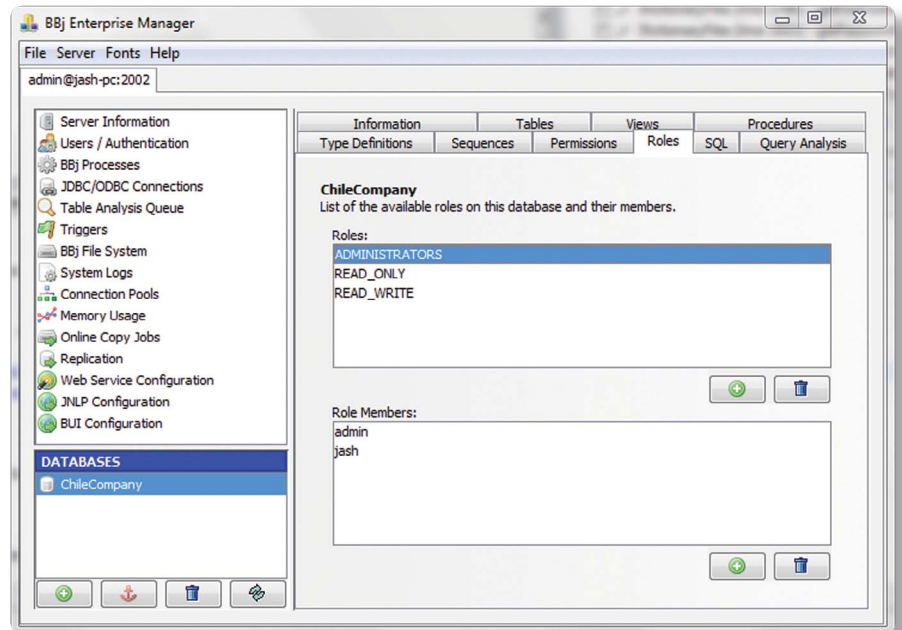 BBj Enterprise Manager
File Server Fonts Help
admin@jash-pc:2002
Server Information
Users / Authentication
BBj Processes
JDBC/ODBC Connections
Table Analysis Queue
Triggers
BBj File System
System Logs
Connection Pools
Memory Usage
Online Copy Jobs
Replication
Web Service Configuration
JNLP Configuration
BUI Configuration
DATABASES
ChileCompany
Information Tables Views Procedures
Type Definitions Sequences Permissions Roles SQL Query Analysis
ChileCompany
List of the available roles on this database and their members.
Roles:
ADMINISTRATORS
READ_ONLY
READ_WRITE
Role Members:
admin
jash